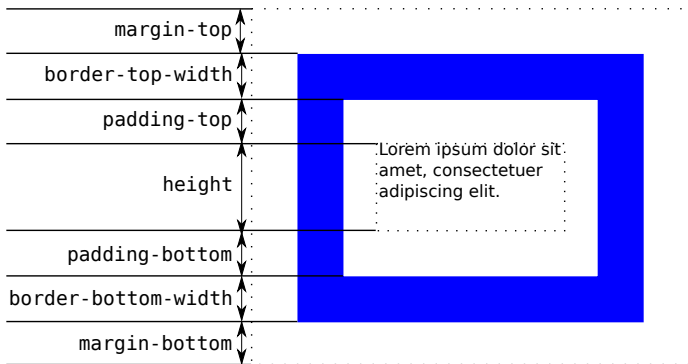 margin-top
border-top-width
padding-top
height
padding-bottom
border-bottom-width
margin-bottom
Lorem ipsum dolor sit
amet, consectetuer
adipiscing elit.